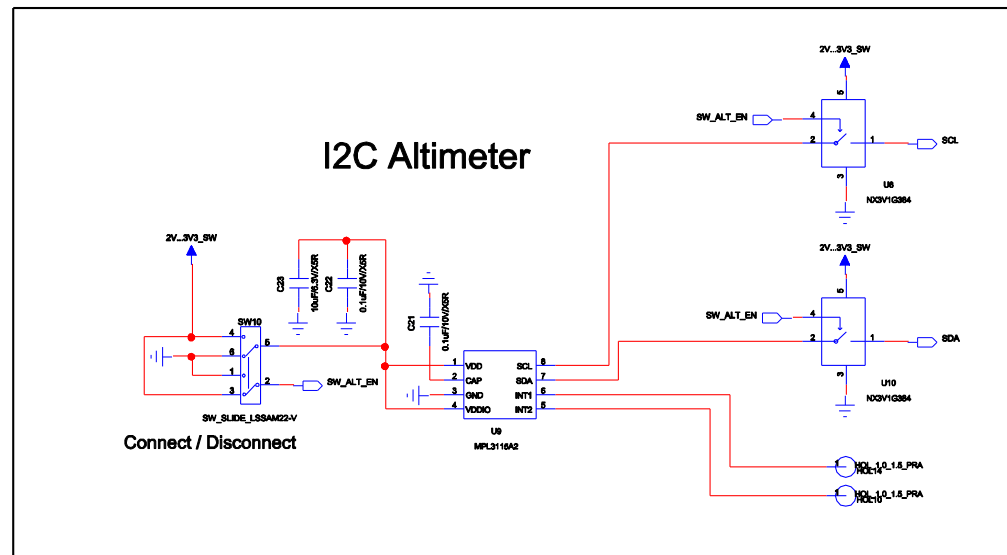 I2C Altimeter
2V...3V3_SW
5
SW_ALT_EN
4
2
1
SCL
3
U8
NX3V1G384
2V...3V3_SW
5
SW_ALT_EN
4
2
1
SDA
3
U10
NX3V1G384
2V...3V3_SW
SW10
4
6
1
3
5
2
SW_ALT_EN
SW_SLIDE_LSSAM22-V
Connect / Disconnect
C23
10uF/6.3V/X5R
C22
0.1uF/10V/X5R
C21
0.1uF/10V/X5R
1 VDD
2 CAP
3 GND
4 VDDIO
SCL 8
SDA 7
INT1 6
INT2 5
U9
MPL3115A2
1
HOL_1.0_1.5_PRA
HOL14
1
HOL_1.0_1.5_PRA
HOL10